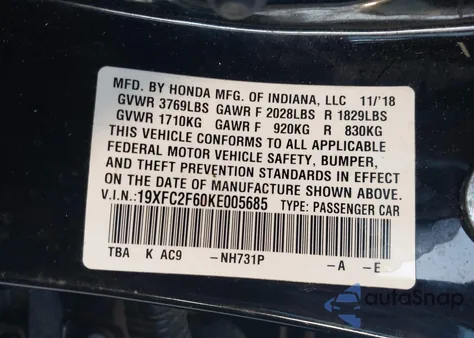 MFD. BY HONDA MFG. OF INDIANA, LLC 11/'18
GVWR 3769LBS GAWR F 2028LBS R 1829LBS
GVWR 1710KG GAWR F 920KG R 830KG
THIS VEHICLE CONFORMS TO ALL APPLICABLE
FEDERAL MOTOR VEHICLE SAFETY, BUMPER,
AND THEFT PREVENTION STANDARDS IN EFFECT
ON THE DATE OF MANUFACTURE SHOWN ABOVE.
V.I.N.:19XFC2F60KE005685 TYPE: PASSENGER CAR
TBA K AC9 -NH731P -A -E
autoSnap